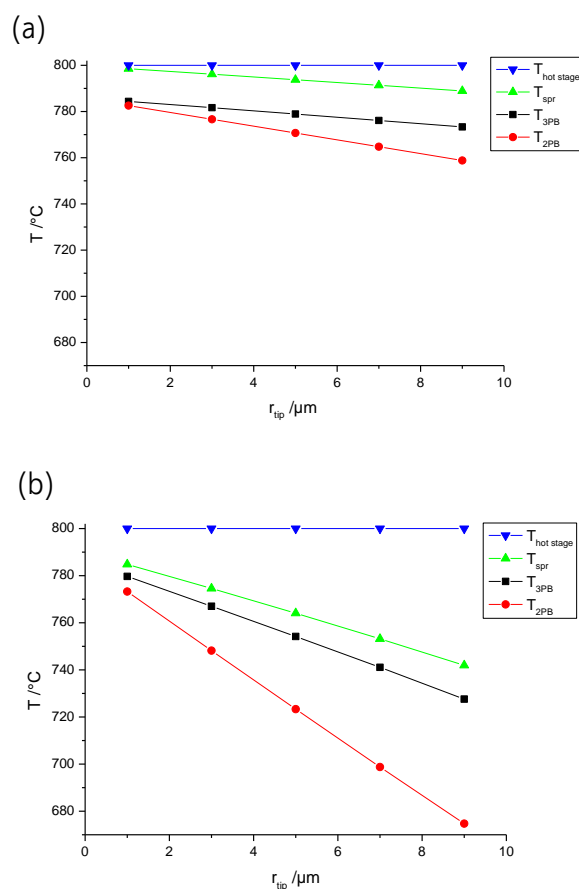 (a)
800
780
760
740
720
700
680
T /°C
0 2 4 6 8 10
r_tip /µm
T_hot stage
T_spr
T_3PB
T_2PB
(b)
800
780
760
740
720
700
680
T /°C
0 2 4 6 8 10
r_tip /µm
T_hot stage
T_spr
T_3PB
T_2PB